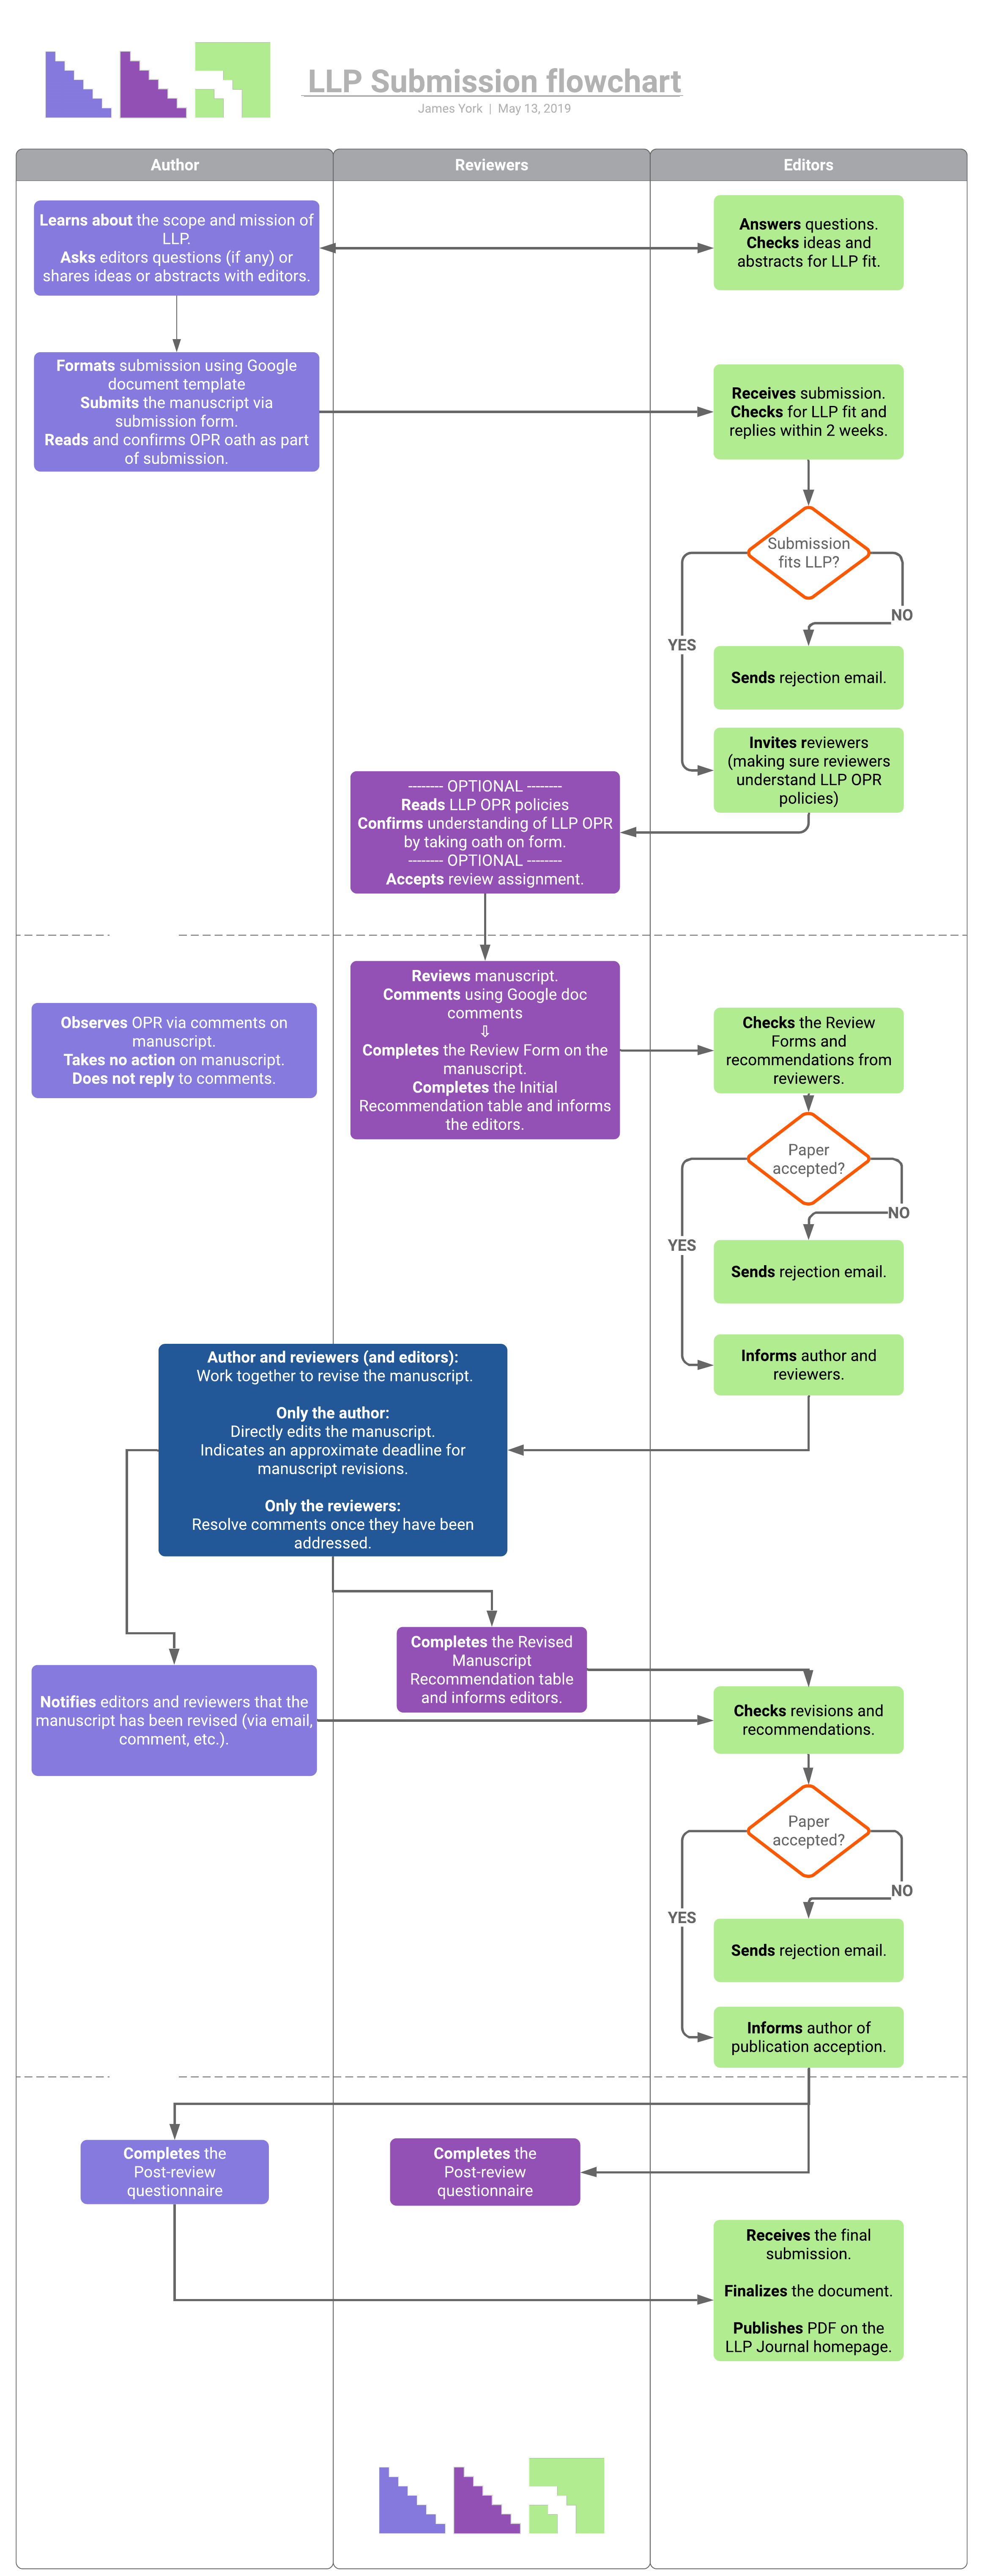 LLP Submission flowchart
James York | May 13, 2019
Author
Reviewers
Editors
Learns about the scope and mission of
LLP.
Asks editors questions (if any) or
shares ideas or abstracts with editors.
Answers questions.
Checks ideas and
abstracts for LLP fit.
Formats submission using Google
document template
Submits the manuscript via
submission form.
Reads and confirms OPR oath as part
of submission.
Receives submission.
Checks for LLP fit and
replies within 2 weeks.
Submission
fits LLP?
NO
YES
Sends rejection email.
Invites reviewers
(making sure reviewers
understand LLP OPR
policies)
-------- OPTIONAL --------
Reads LLP OPR policies
Confirms understanding of LLP OPR
by taking oath on form.
-------- OPTIONAL --------
Accepts review assignment.
Reviews manuscript.
Comments using Google doc
comments
⇩
Completes the Review Form on the
manuscript.
Completes the Initial
Recommendation table and informs
the editors.
Observes OPR via comments on
manuscript.
Takes no action on manuscript.
Does not reply to comments.
Checks the Review
Forms and
recommendations from
reviewers.
Paper
accepted?
NO
YES
Sends rejection email.
Informs author and
reviewers.
Author and reviewers (and editors):
Work together to revise the manuscript.
Only the author:
Directly edits the manuscript.
Indicates an approximate deadline for
manuscript revisions.
Only the reviewers:
Resolve comments once they have been
addressed.
Completes the Revised
Manuscript
Recommendation table
and informs editors.
Notifies editors and reviewers that the
manuscript has been revised (via email,
comment, etc.).
Checks revisions and
recommendations.
Paper
accepted?
NO
YES
Sends rejection email.
Informs author of
publication acception.
Completes the
Post-review
questionnaire
Completes the
Post-review
questionnaire
Receives the final
submission.
Finalizes the document.
Publishes PDF on the
LLP Journal homepage.